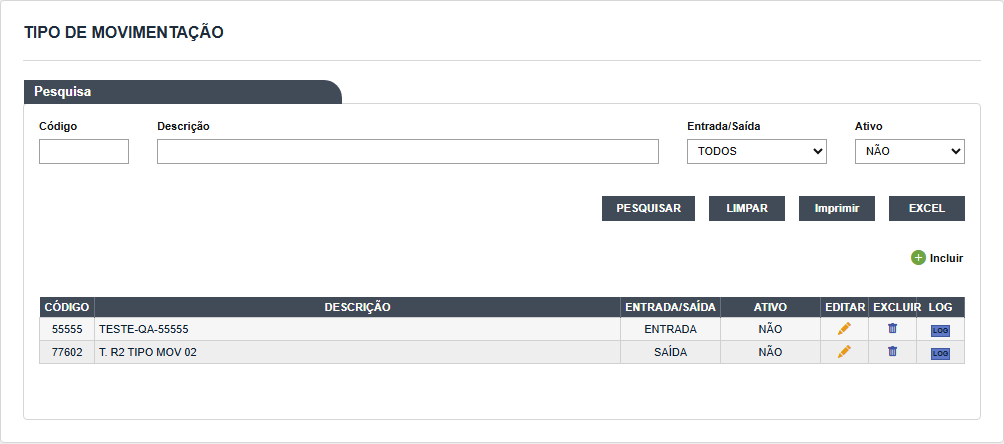 TIPO DE MOVIMENTAÇÃO
Pesquisa
Código Descrição Entrada/Saída Ativo
TODOS NÃO
PESQUISAR LIMPAR Imprimir EXCEL
Incluir
CÓDIGO DESCRIÇÃO ENTRADA/SAÍDA ATIVO EDITAR EXCLUIR LOG
55555 TESTE-QA-55555 ENTRADA NÃO LOG
77602 T. R2 TIPO MOV 02 SAÍDA NÃO LOG